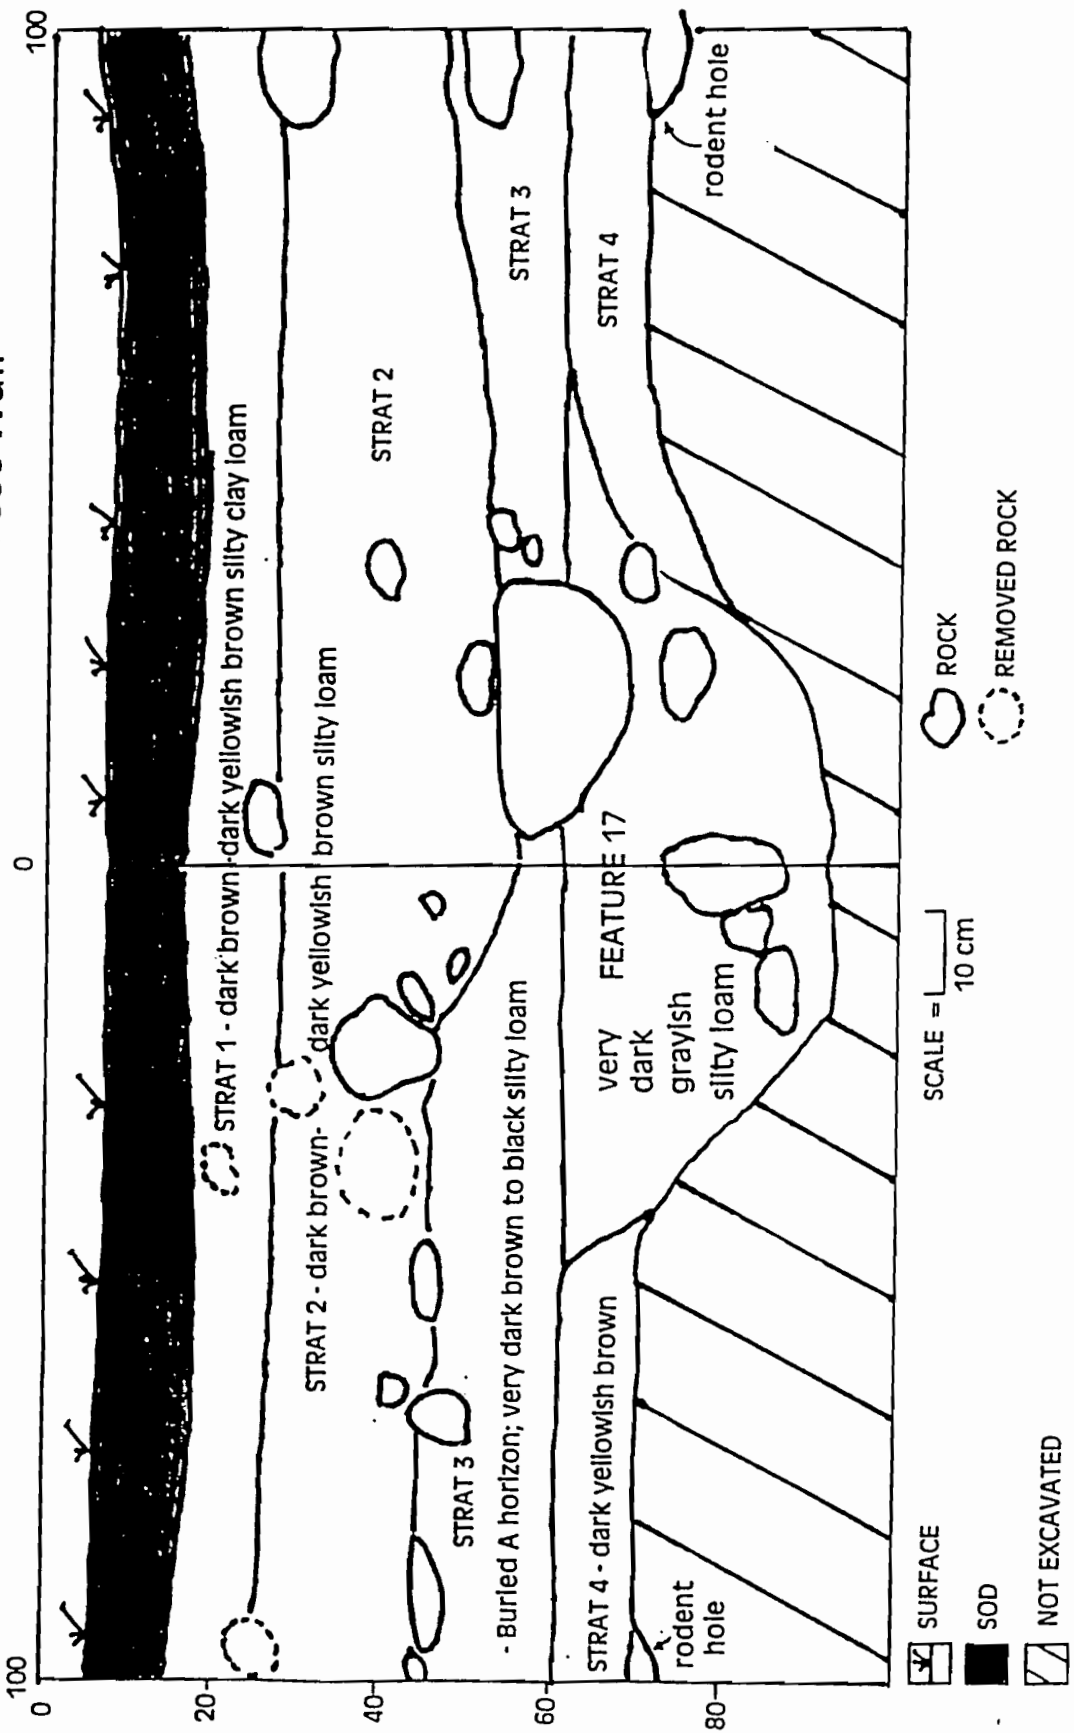 100
0
100
0
20
40
60
80
STRAT 1 - dark brown-dark yellowish brown silty clay loam
STRAT 2 - dark brown- dark yellowish brown silty loam
STRAT 2
STRAT 3
- Buried A horizon; very dark brown to black silty loam
STRAT 3
STRAT 4 - dark yellowish brown
STRAT 4
FEATURE 17
very
dark
grayish
silty loam
rodent
hole
rodent hole
SURFACE
SOD
NOT EXCAVATED
SCALE =
10 cm
ROCK
REMOVED ROCK